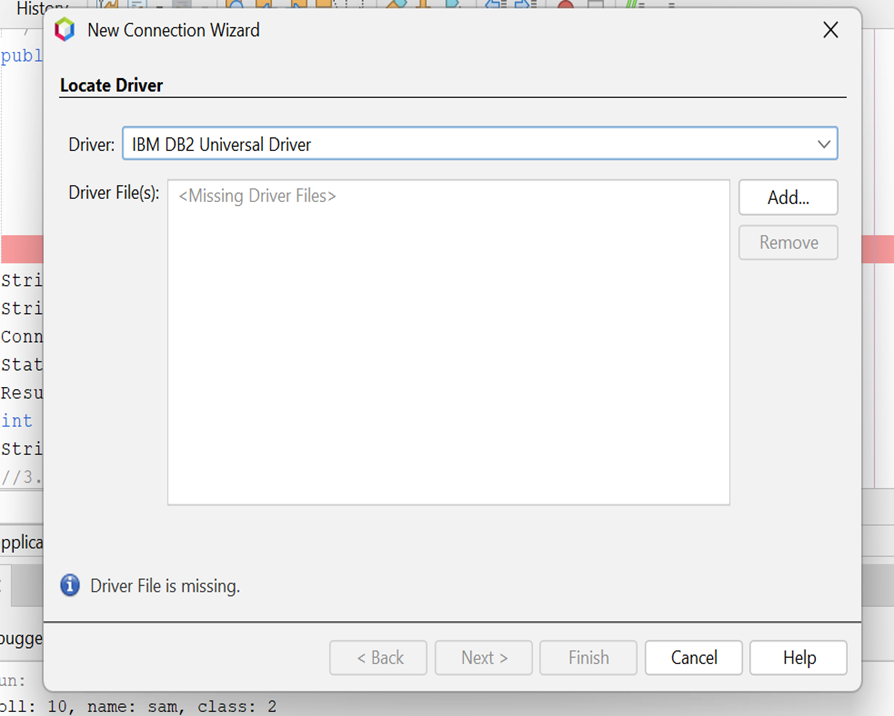 History
New Connection Wizard
publ
Locate Driver
Driver: IBM DB2 Universal Driver
Driver File(s): <Missing Driver Files>
Add...
Remove
Stri
Stri
Conn
Stat
Resu
int
Stri
//3.
pplica
Driver File is missing.
bugge
< Back Next > Finish Cancel Help
un:
oll: 10, name: sam, class: 2